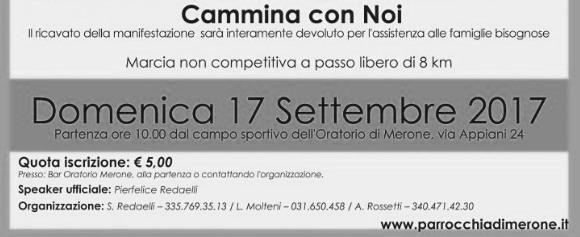 Cammina con Noi
Il ricavato della manifestazione sarà interamente devoluto per l'assistenza alle famiglie bisognose
Marcia non competitiva a passo libero di 8 km
Domenica 17 Settembre 2017
Partenza ore 10.00 dal campo sportivo dell'Oratorio di Merone, via Appiani 24
Quota iscrizione: € 5,00
Presso: Bar Oratorio Merone, alla partenza o contattando l'organizzazione.
Speaker ufficiale: Pierfelice Redaelli
Organizzazione: S. Redaelli – 335.769.35.13 / L. Molteni – 031.650.458 / A. Rossetti – 340.471.42.30
www.parrocchiadimerone.it